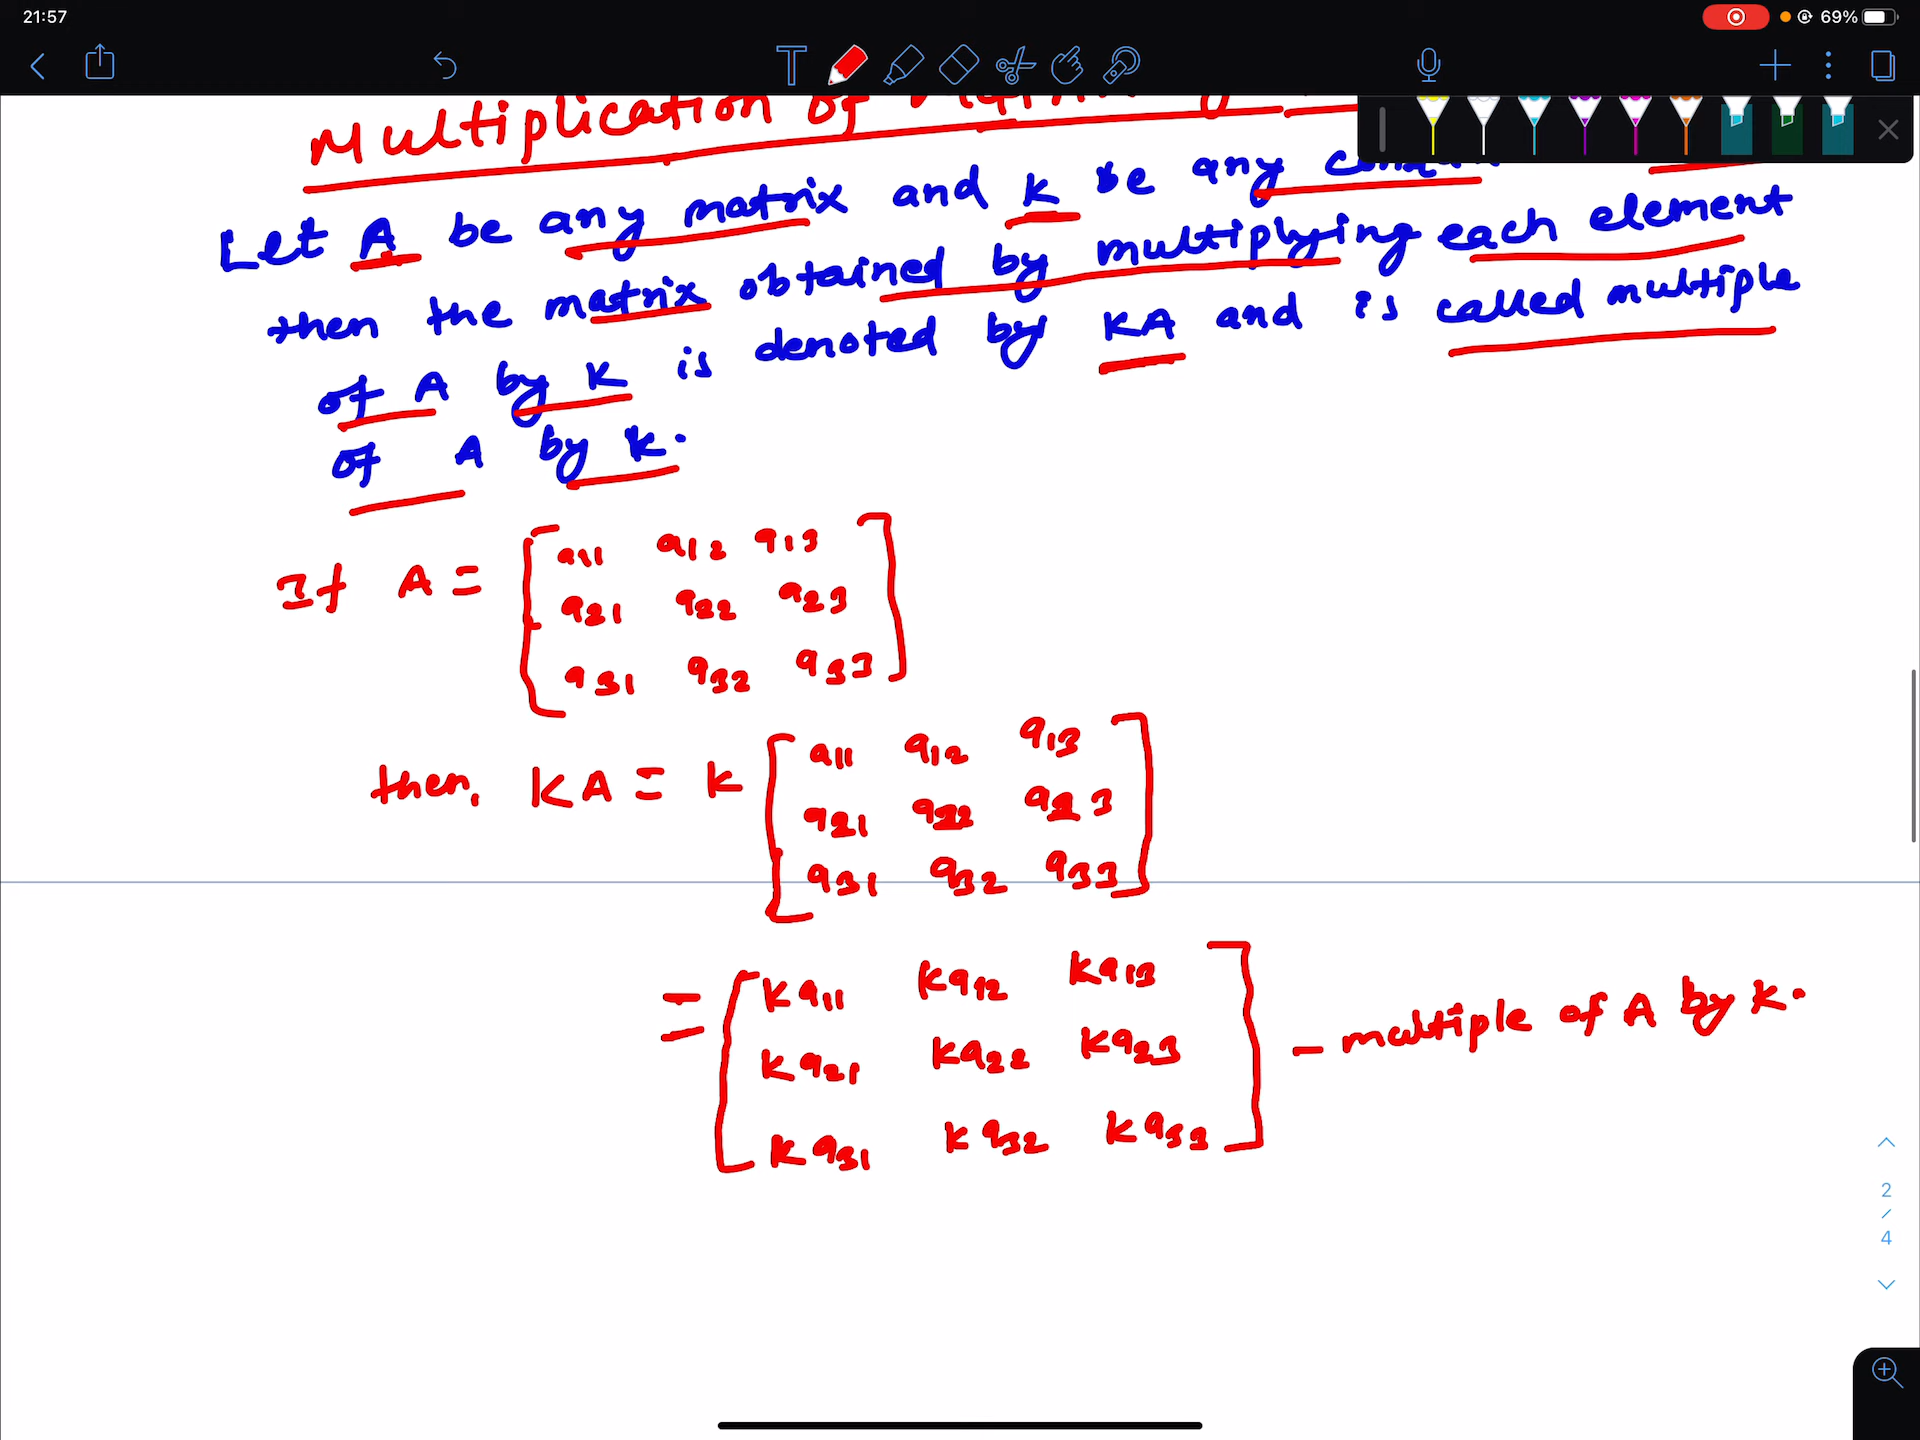 21:57
69%
Multiplication of
Let A be any matrix and K be any
then the matrix obtained by multiplying each element
of A by K is denoted by KA and is called multiple
of A by K.
If A = [a11 a12 a13
a21 a22 a23
a31 a32 a33]
then, KA = K [a11 a12 a13
a21 a22 a23
a31 a32 a33]
= [Ka11 Ka12 Ka13
Ka21 Ka22 Ka23
Ka31 Ka32 Ka33] - multiple of A by K.
2
/
4